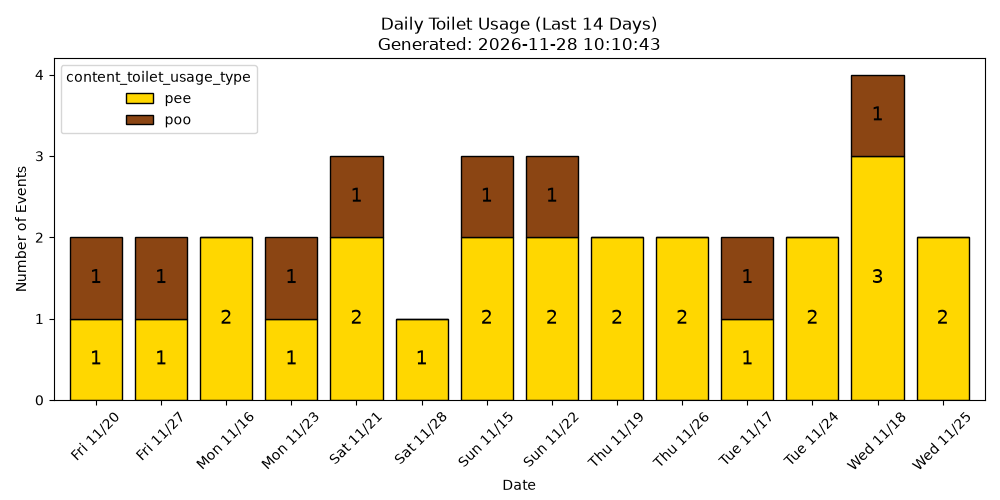 Daily Toilet Usage (Last 14 Days)
Generated: 2026-11-28 10:10:43
content_toilet_usage_type
pee
poo
Number of Events
4
3
2
1
0
1 1 1 1 1 1 1 1
1 1 2 1 2 1 2 2 2 2 1 2 3 2
Fri 11/20
Fri 11/27
Mon 11/16
Mon 11/23
Sat 11/21
Sat 11/28
Sun 11/15
Sun 11/22
Thu 11/19
Thu 11/26
Tue 11/17
Tue 11/24
Wed 11/18
Wed 11/25
Date